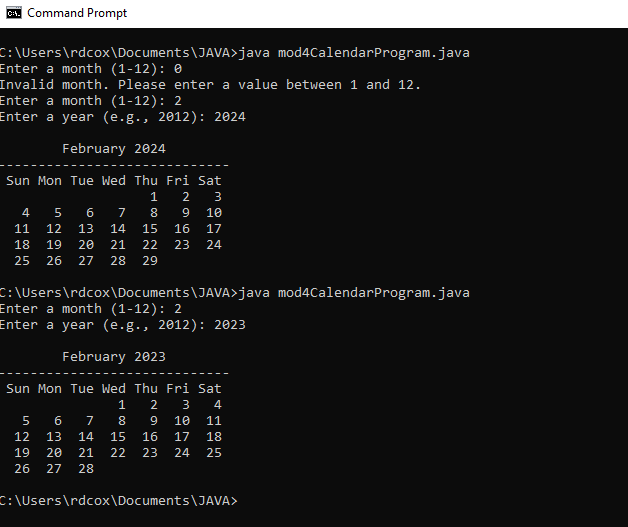 Command Prompt
C:\Users\rdcox\Documents\JAVA>java mod4CalendarProgram.java
Enter a month (1-12): 0
Invalid month. Please enter a value between 1 and 12.
Enter a month (1-12): 2
Enter a year (e.g., 2012): 2024
        February 2024
-----------------------------
 Sun Mon Tue Wed Thu Fri Sat
                   1   2   3
   4   5   6   7   8   9  10
  11  12  13  14  15  16  17
  18  19  20  21  22  23  24
  25  26  27  28  29
C:\Users\rdcox\Documents\JAVA>java mod4CalendarProgram.java
Enter a month (1-12): 2
Enter a year (e.g., 2012): 2023
        February 2023
-----------------------------
 Sun Mon Tue Wed Thu Fri Sat
               1   2   3   4
   5   6   7   8   9  10  11
  12  13  14  15  16  17  18
  19  20  21  22  23  24  25
  26  27  28
C:\Users\rdcox\Documents\JAVA>